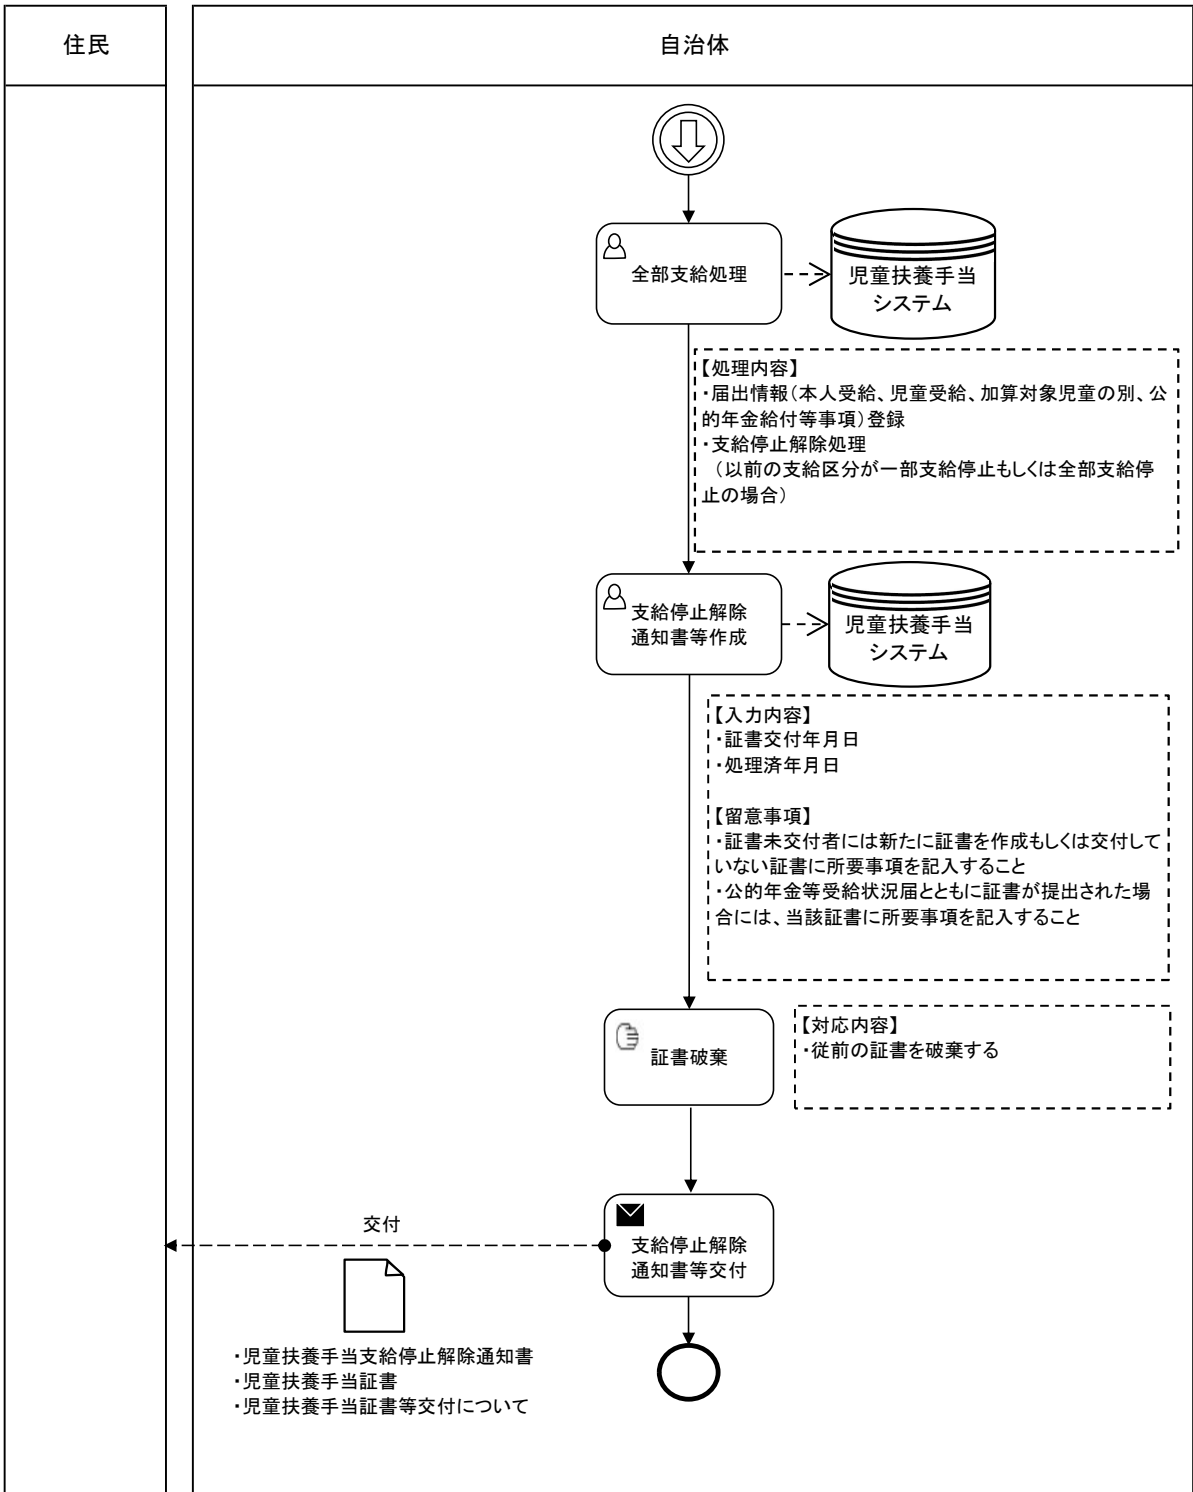 住民
自治体
全部支給処理
児童扶養手当
システム
【処理内容】
・届出情報（本人受給、児童受給、加算対象児童の別、公
的年金給付等事項）登録
・支給停止解除処理
（以前の支給区分が一部支給停止もしくは全部支給停
止の場合）
支給停止解除
通知書等作成
児童扶養手当
システム
【入力内容】
・証書交付年月日
・処理済年月日
【留意事項】
・証書未交付者には新たに証書を作成もしくは交付して
いない証書に所要事項を記入すること
・公的年金等受給状況届とともに証書が提出された場
合には、当該証書に所要事項を記入すること
証書破棄
【対応内容】
・従前の証書を破棄する
交付
支給停止解除
通知書等交付
・児童扶養手当支給停止解除通知書
・児童扶養手当証書
・児童扶養手当証書等交付について